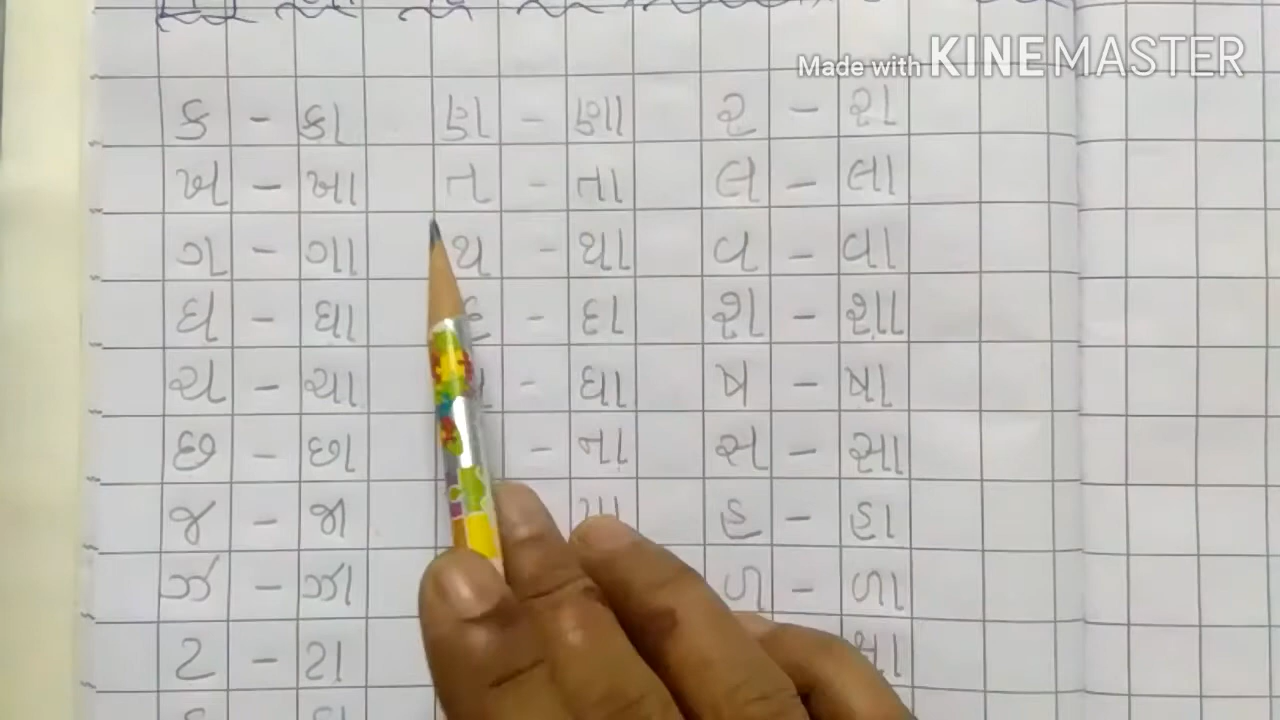 Made with KINEMASTER
ક - કા ણ - ણા ર - રા
ખ - ખા ત - તા લ - લા
ગ - ગા થ - થા વ - વા
ઘ - ઘા - દા શ - શા
ચ - ચા - ધા ષ - ષા
છ - છા - ના સ - સા
જ - જા હ - હા
ઝ - ઝા ળ - ળા
ટ - ટા